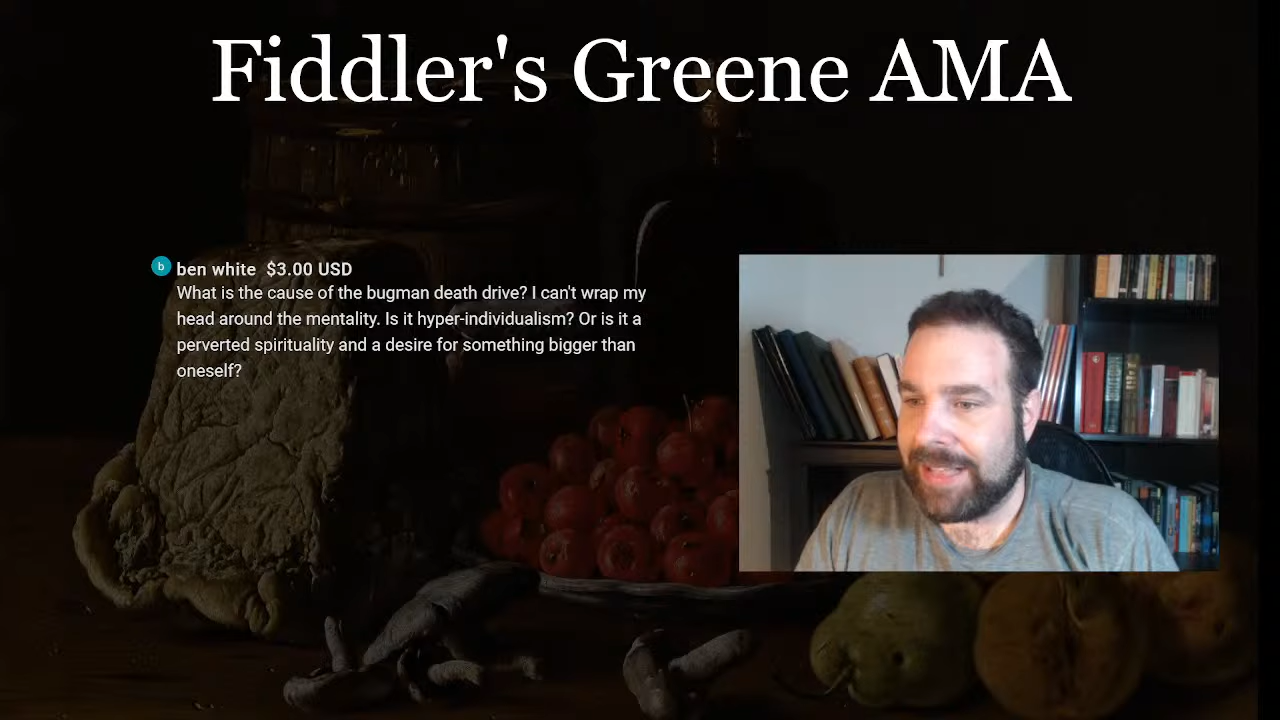 Fiddler's Greene AMA
b
ben white $3.00 USD
What is the cause of the bugman death drive? I can't wrap my
head around the mentality. Is it hyper-individualism? Or is it a
perverted spirituality and a desire for something bigger than
oneself?